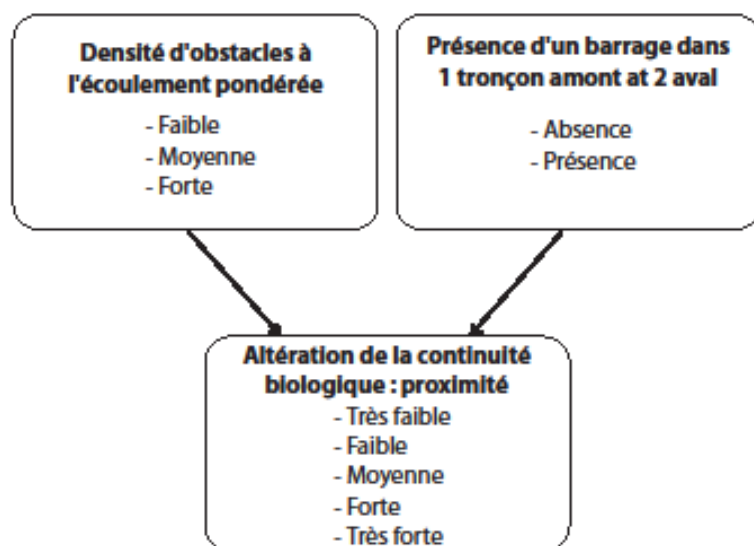 Densité d'obstacles à
l'écoulement pondérée
- Faible
- Moyenne
- Forte
Présence d'un barrage dans
1 tronçon amont at 2 aval
- Absence
- Présence
Altération de la continuité
biologique : proximité
- Très faible
- Faible
- Moyenne
- Forte
- Très forte